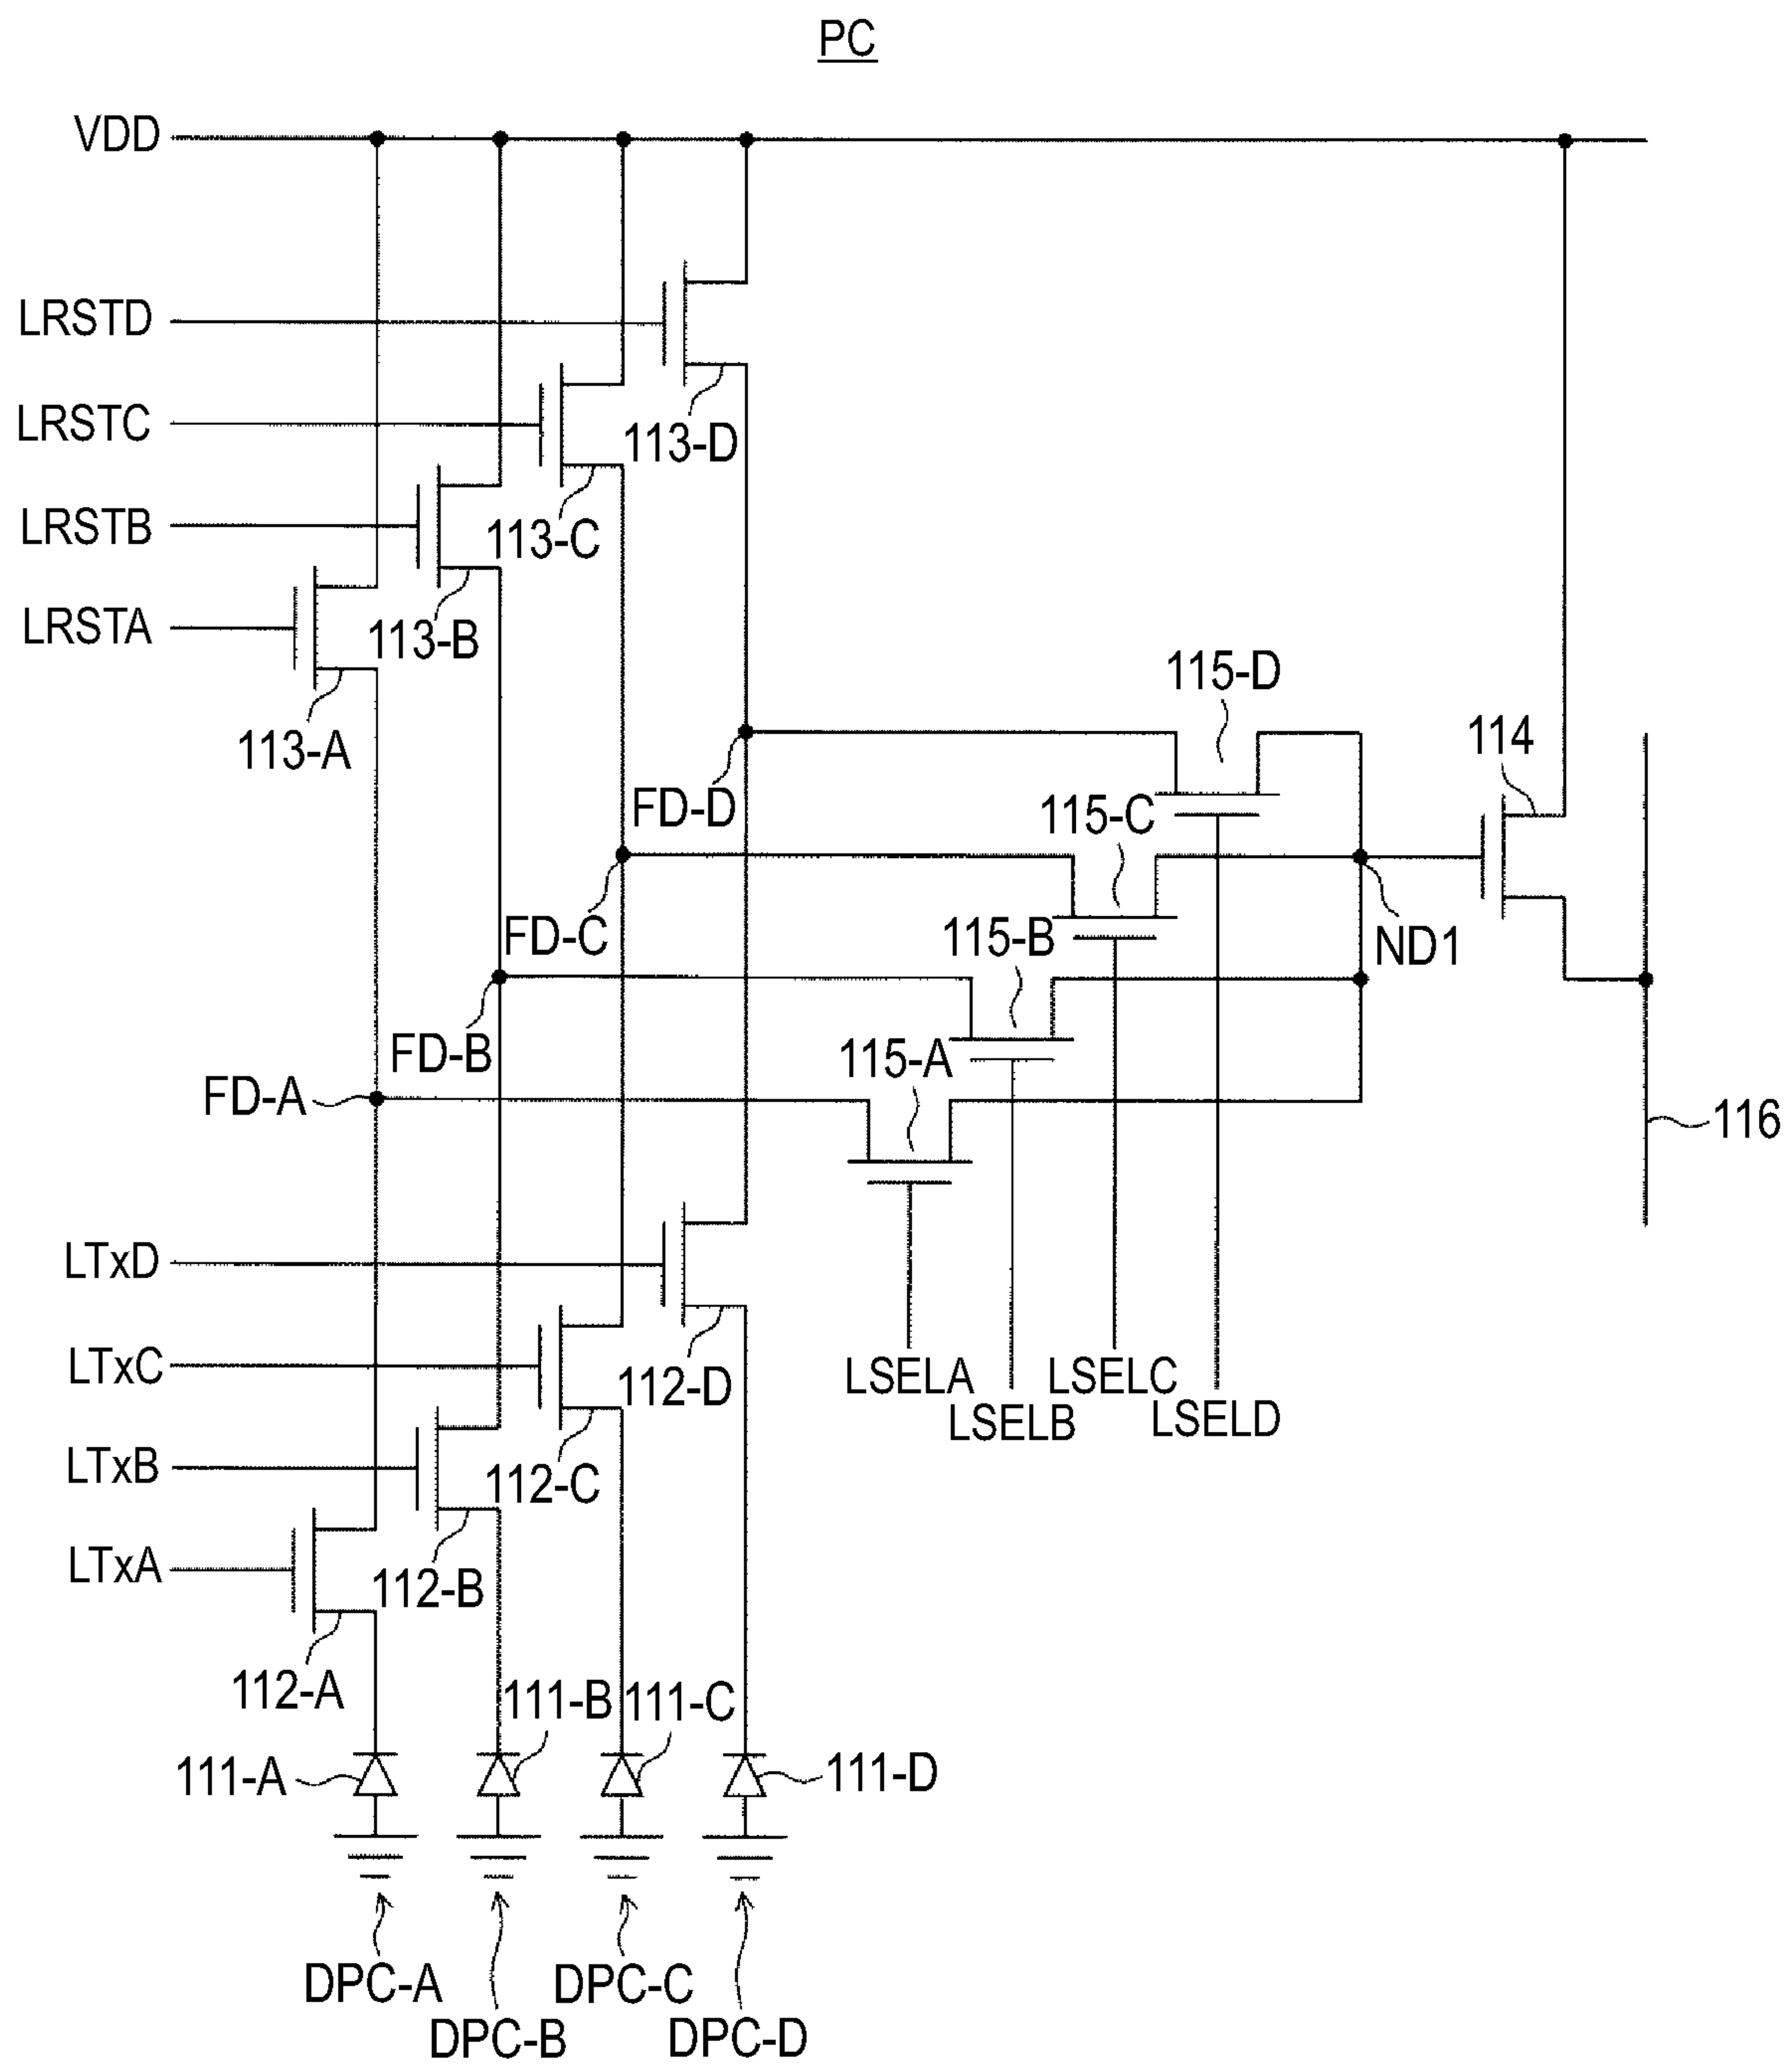 PC
VDD
LRSTD
LRSTC
113-D
LRSTB
113-C
LRSTA
113-B
115-D
113-A
114
FD-D
115-C
FD-C
115-B
ND1
FD-B
115-A
FD-A
116
LTxD
LTxC
112-D
LSELA
LSELC
LSELB
LSELD
LTxB
112-C
LTxA
112-B
112-A
111-B
111-C
111-A
111-D
DPC-A
DPC-C
DPC-B
DPC-D